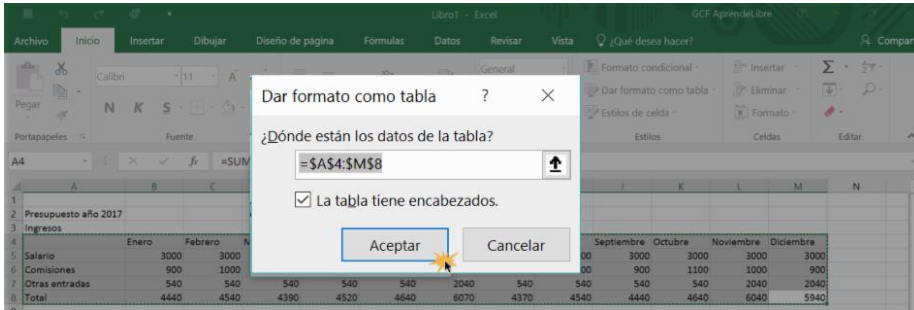 Libro1 - Excel GCF AprendeLibre
Archivo Inicio Insertar Dibujar Diseño de página Fórmulas Datos Revisar Vista ¿Qué desea hacer? Compar
Calibri 11 A General Formato condicional Insertar Σ
Pegar Dar formato como tabla Eliminar
N K S Estilos de celda Formato
Portapapeles Fuente Estilos Celdas Editar
Dar formato como tabla ? ×
¿Dónde están los datos de la tabla?
=$A$4:$M$8
La tabla tiene encabezados.
Aceptar Cancelar
A4 fx =SUM
A B C J K L M N
1
2 Presupuesto año 2017
3 Ingresos
4 Enero Febrero M Septiembre Octubre Noviembre Diciembre
5 Salario 3000 3000 00 3000 3000 3000 3000
6 Comisiones 900 1000 00 900 1100 1000 900
7 Otras entradas 540 540 540 540 540 2040 540 540 540 540 2040 2040
8 Total 4440 4540 4390 4520 4640 6070 4370 4540 4440 4640 6040 5940